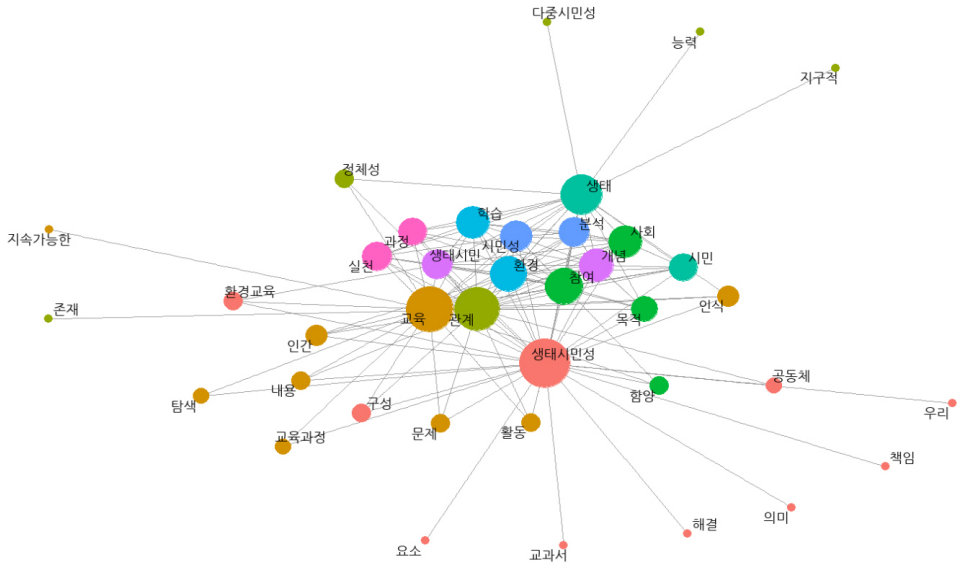 다중시민성
능력
지구적
정체성
생태
학습
분석
사회
지속가능한
과정
시민성
생태시민
개념
시민
실천
환경
참여
환경교육
존재
인식
교육
관계
목적
인간
생태시민성
공동체
내용
함양
탐색
구성
우리
문제
활동
교육과정
책임
의미
해결
요소
교과서